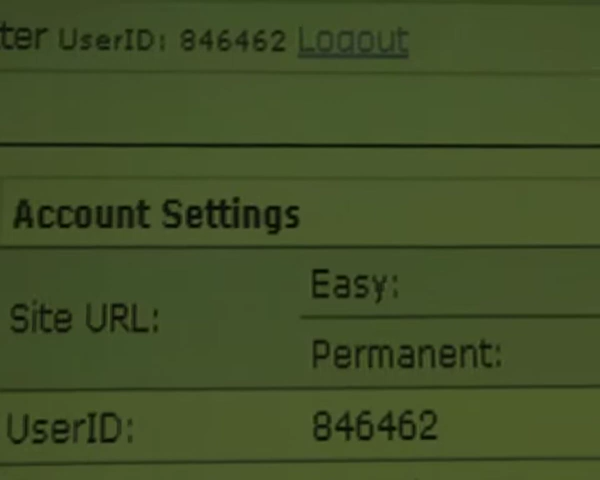 ter UserID: 846462 Logout
Account Settings
Site URL:
Easy:
Permanent:
UserID: 846462